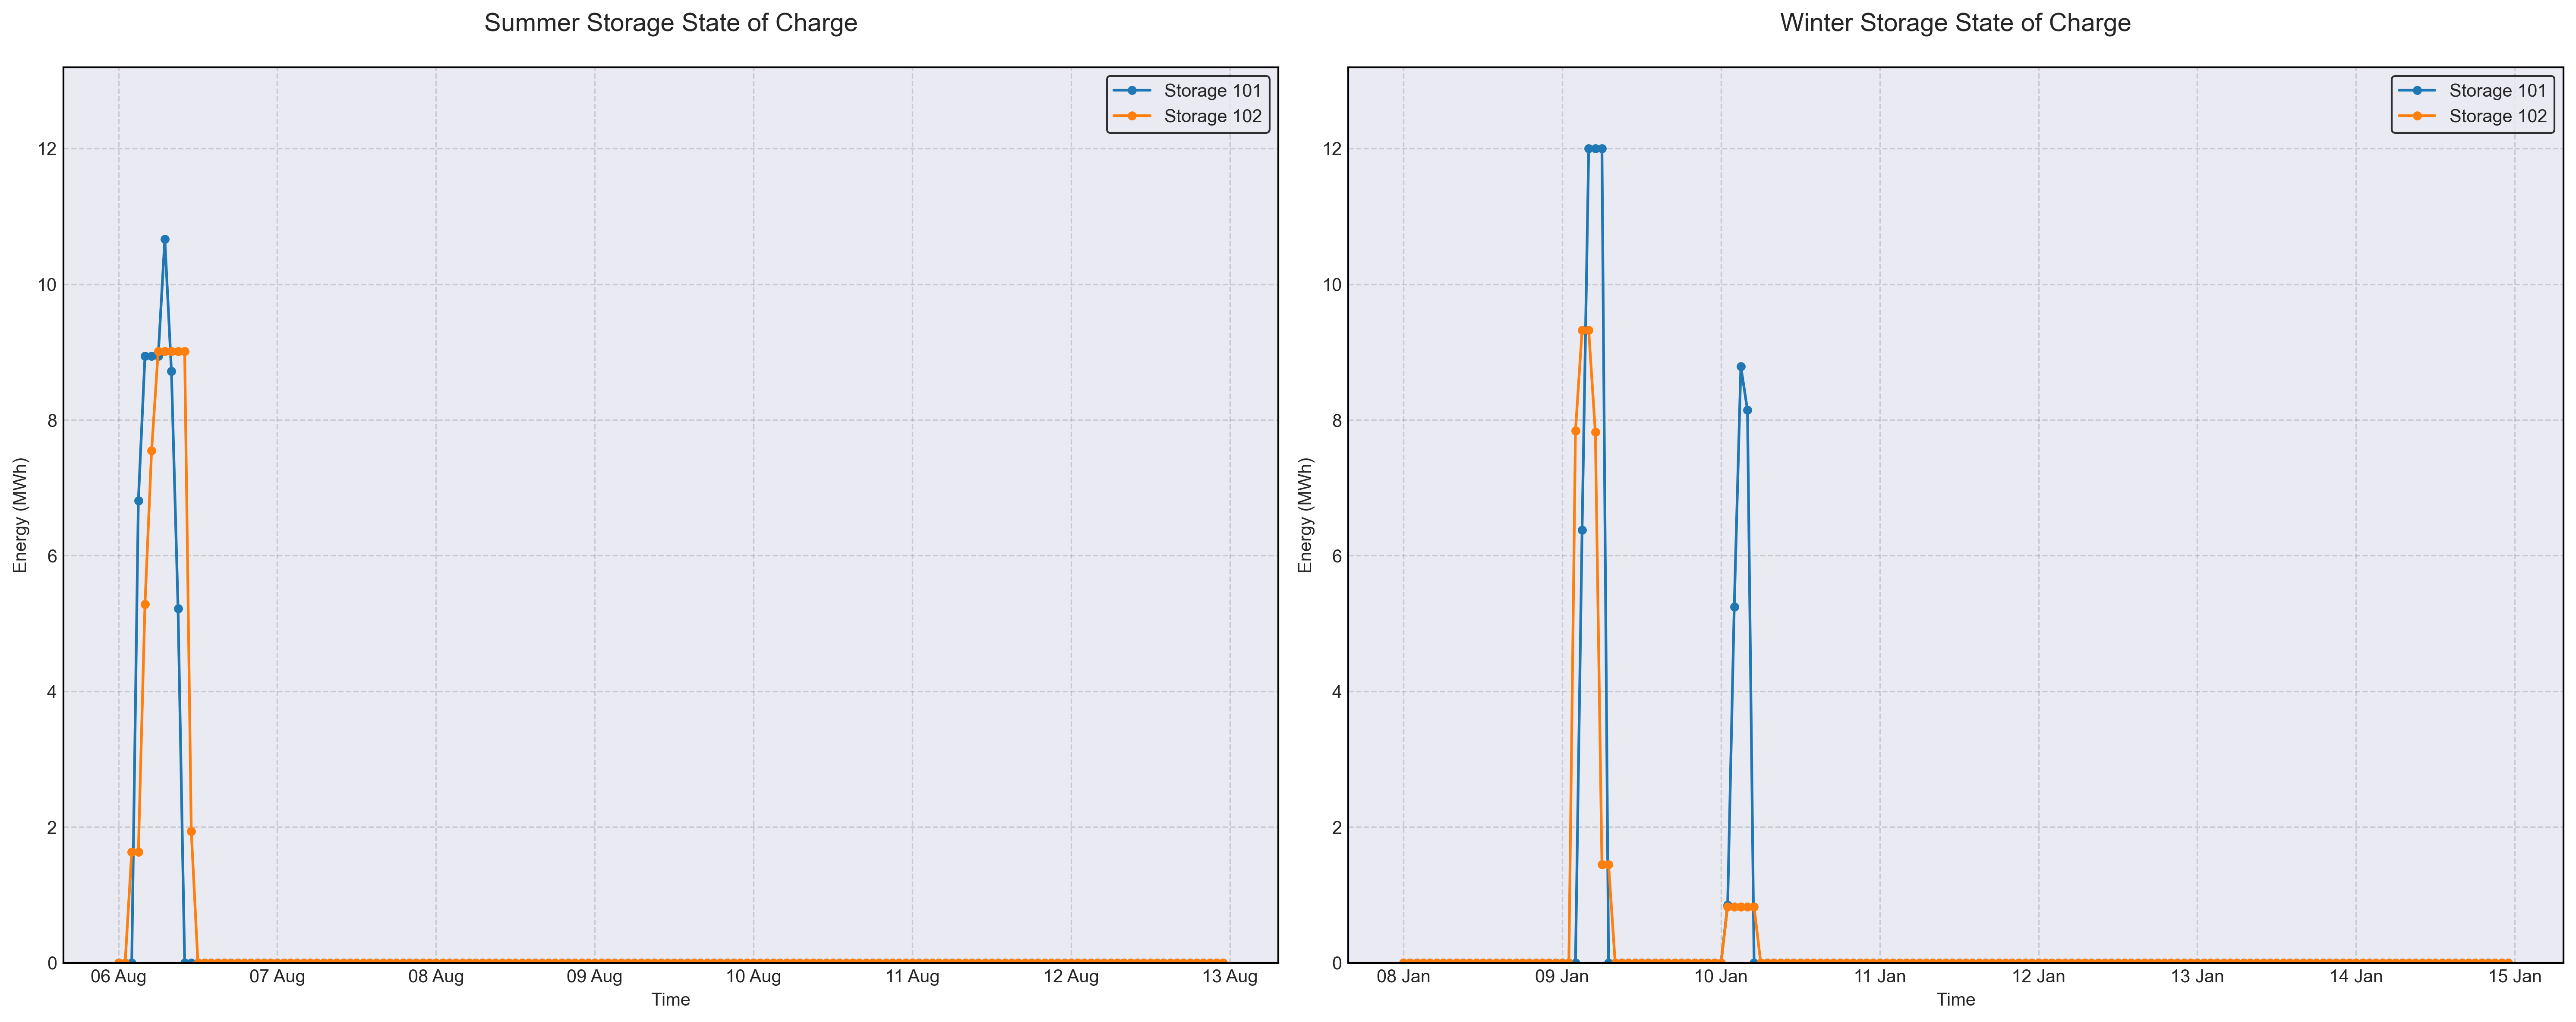 Summer Storage State of Charge
Storage 101
Storage 102
12
10
8
6
4
2
0
Energy (MWh)
06 Aug
07 Aug
08 Aug
09 Aug
10 Aug
11 Aug
12 Aug
13 Aug
Time
Winter Storage State of Charge
Storage 101
Storage 102
12
10
8
6
4
2
0
Energy (MWh)
08 Jan
09 Jan
10 Jan
11 Jan
12 Jan
13 Jan
14 Jan
15 Jan
Time